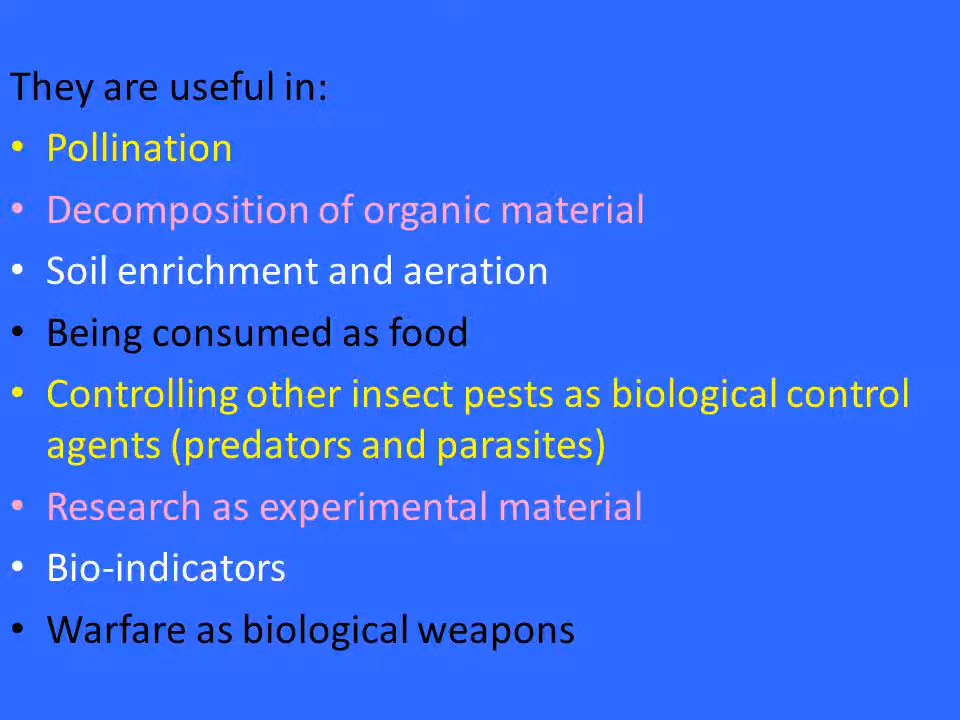 They are useful in:
• Pollination
• Decomposition of organic material
• Soil enrichment and aeration
• Being consumed as food
• Controlling other insect pests as biological control
agents (predators and parasites)
• Research as experimental material
• Bio-indicators
• Warfare as biological weapons